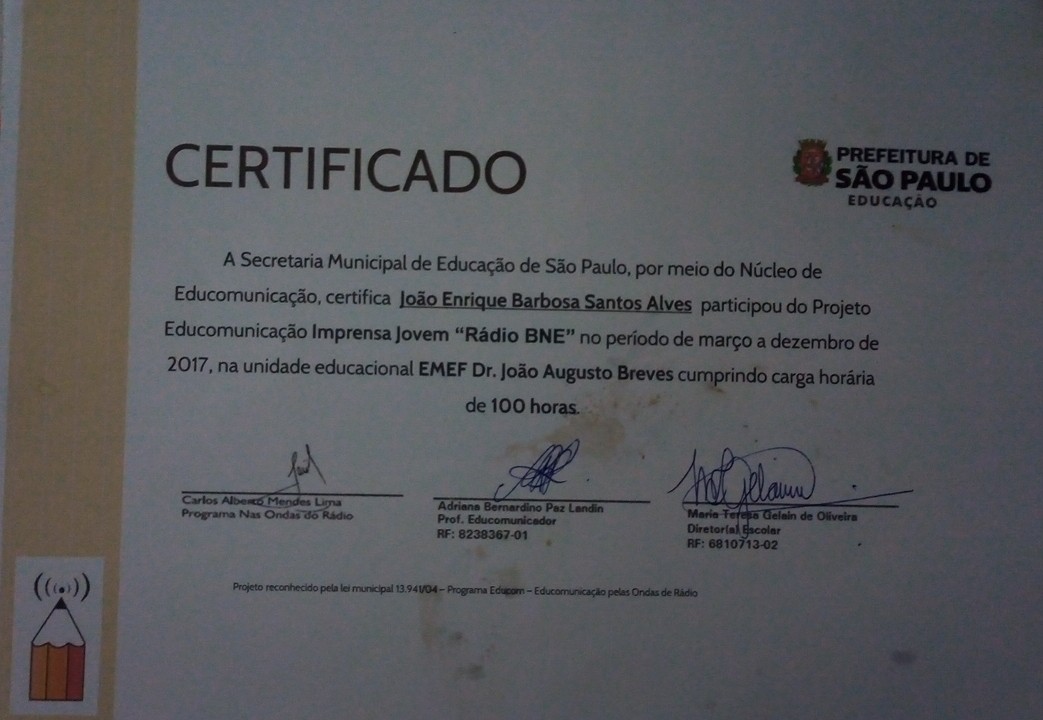 CERTIFICADO
PREFEITURA DE
SÃO PAULO
EDUCAÇÃO
A Secretaria Municipal de Educação de São Paulo, por meio do Núcleo de
Educomunicação, certifica João Enrique Barbosa Santos Alves participou do Projeto
Educomunicação Imprensa Jovem “Rádio BNE” no período de março a dezembro de
2017, na unidade educacional EMEF Dr. João Augusto Breves cumprindo carga horária
de 100 horas.
Carlos Alberto Mendes Lima
Programa Nas Ondas do Rádio
Adriana Bernardino Paz Landin
Prof. Educomunicador
RF: 8238367-01
Maria Teresa Gelain de Oliveira
Diretor(a) Escolar
RF: 6810713-02
Projeto reconhecido pela lei municipal 13.941/04 – Programa Educom – Educomunicação pelas Ondas de Rádio